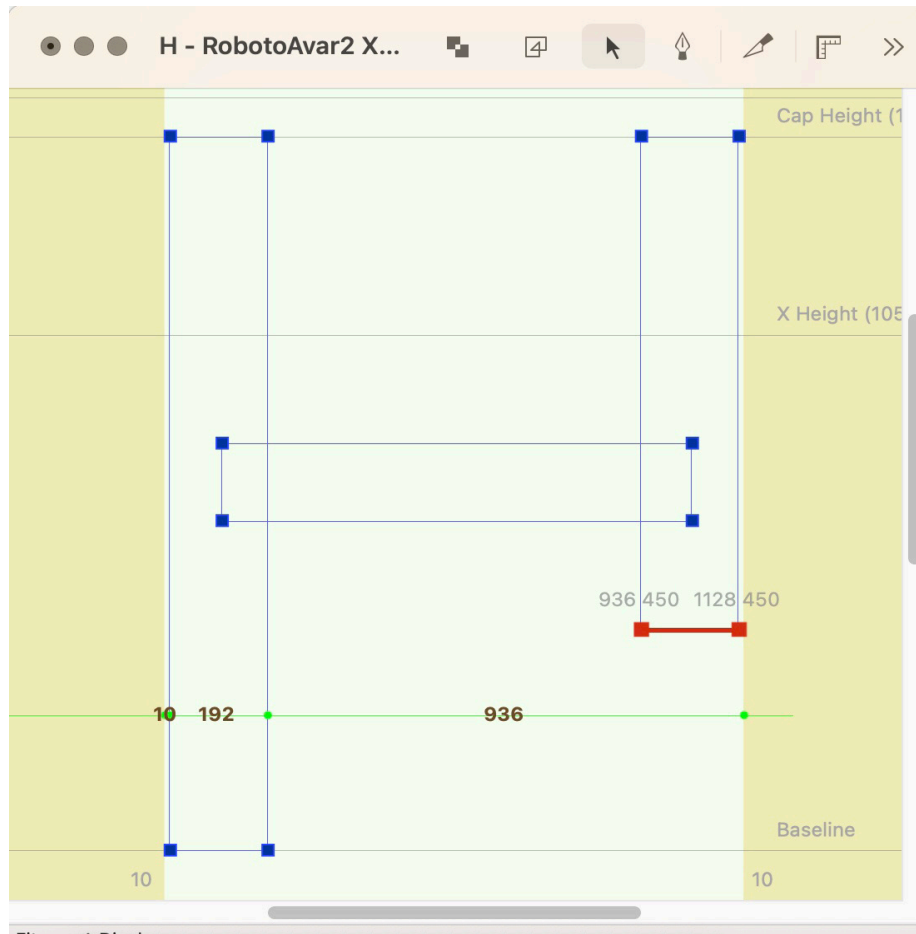 H - RobotoAvar2 X...
Cap Height (1
X Height (105
936 450 1128 450
10 192 936
Baseline
10 10